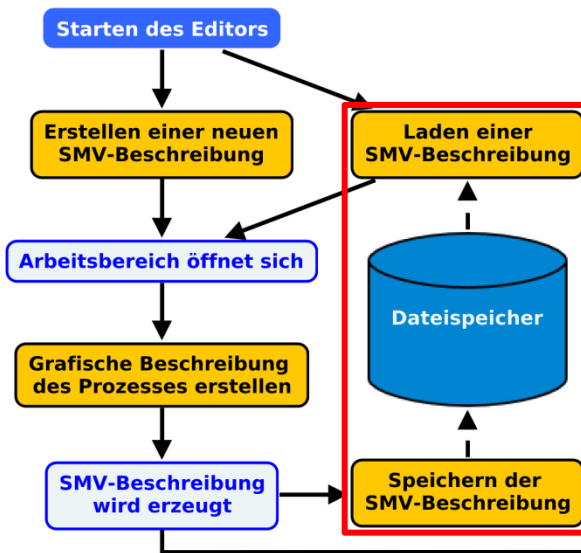 Starten des Editors
Erstellen einer neuen
SMV-Beschreibung
Laden einer
SMV-Beschreibung
Arbeitsbereich öffnet sich
Dateispeicher
Grafische Beschreibung
des Prozesses erstellen
SMV-Beschreibung
wird erzeugt
Speichern der
SMV-Beschreibung